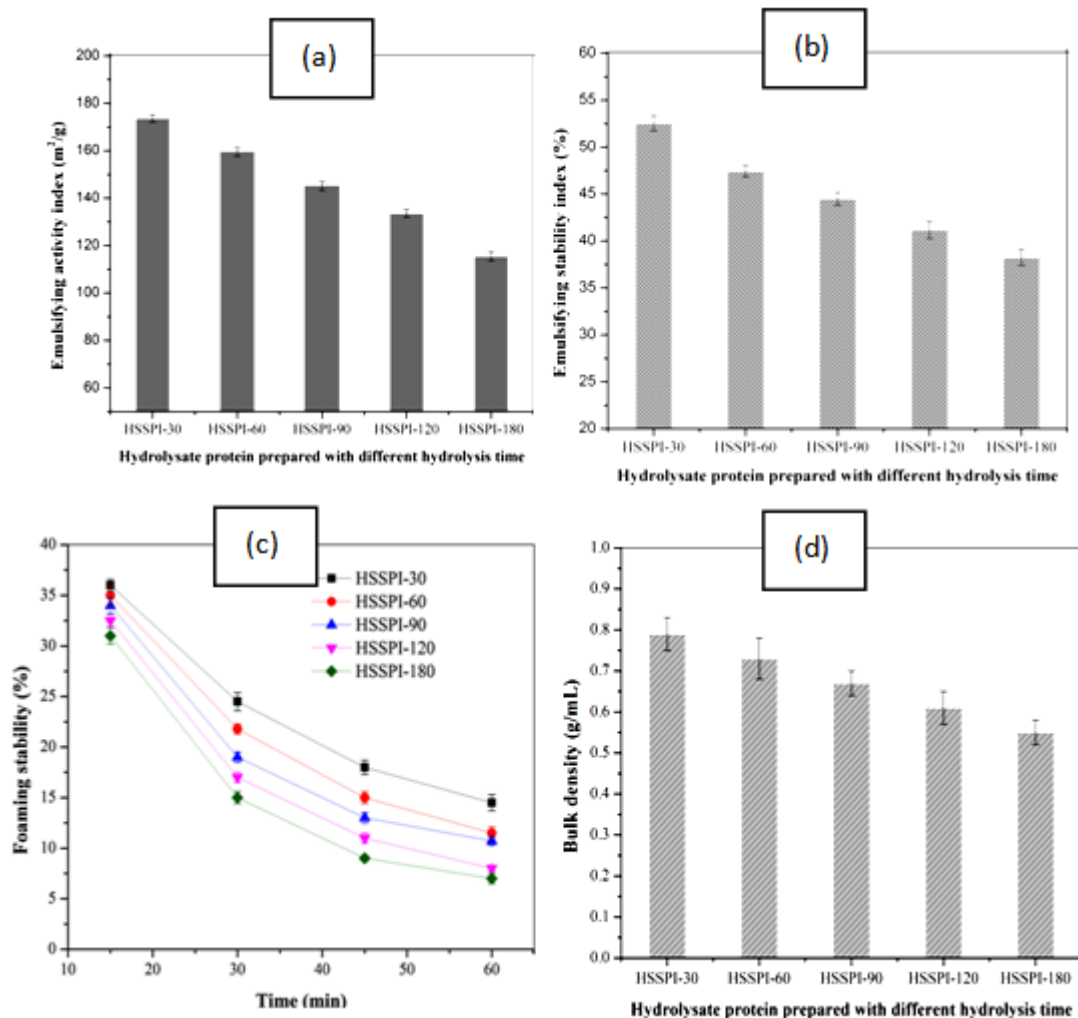 (a)
200
180
160
140
120
100
80
60
Emulsifying activity index (m²/g)
HSSPI-30 HSSPI-60 HSSPI-90 HSSPI-120 HSSPI-180
Hydrolysate protein prepared with different hydrolysis time
(b)
60
55
50
45
40
35
30
25
20
Emulsifying stability index (%)
HSSPI-30 HSSPI-60 HSSPI-90 HSSPI-120 HSSPI-180
Hydrolysate protein prepared with different hydrolysis time
(c)
40
35
30
25
20
15
10
5
0
Foaming stability (%)
HSSPI-30
HSSPI-60
HSSPI-90
HSSPI-120
HSSPI-180
10 20 30 40 50 60
Time (min)
(d)
1.0
0.9
0.8
0.7
0.6
0.5
0.4
0.3
0.2
0.1
0.0
Bulk density (g/mL)
HSSPI-30 HSSPI-60 HSSPI-90 HSSPI-120 HSSPI-180
Hydrolysate protein prepared with different hydrolysis time